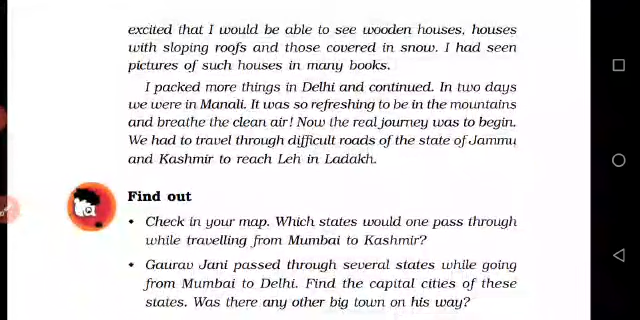 excited that I would be able to see wooden houses, houses
with sloping roofs and those covered in snow. I had seen
pictures of such houses in many books.
I packed more things in Delhi and continued. In two days
we were in Manali. It was so refreshing to be in the mountains
and breathe the clean air! Now the real journey was to begin.
We had to travel through difficult roads of the state of Jammu
and Kashmir to reach Leh in Ladakh.
Find out
• Check in your map. Which states would one pass through
while travelling from Mumbai to Kashmir?
• Gaurav Jani passed through several states while going
from Mumbai to Delhi. Find the capital cities of these
states. Was there any other big town on his way?